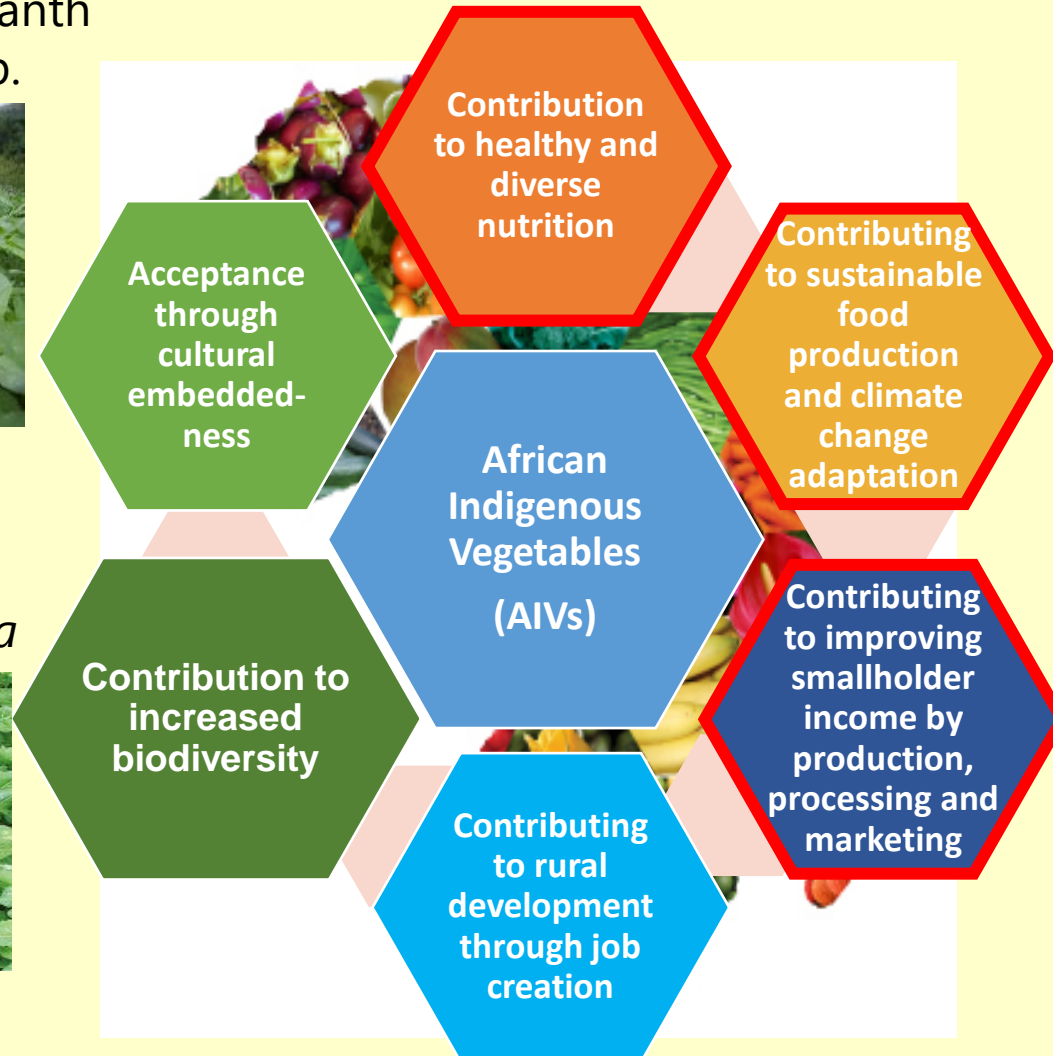 anth
p.
Contribution
to healthy and
diverse
nutrition
Contributing
to sustainable
food
production
and climate
change
adaptation
Acceptance
through
cultural
embedded-
ness
African
Indigenous
Vegetables
(AIVs)
a
Contribution to
increased
biodiversity
Contributing
to improving
smallholder
income by
production,
processing and
marketing
Contributing
to rural
development
through job
creation